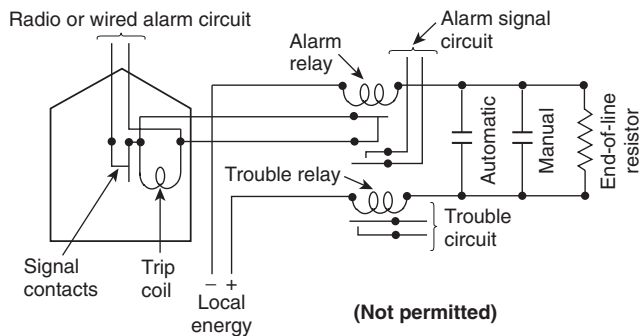 Radio or wired alarm circuit
Alarm signal
circuit
Alarm
relay
Automatic
Manual
End-of-line
resistor
Trouble relay
Trouble
circuit
Signal
contacts
Trip
coil
– +
Local
energy
(Not permitted)